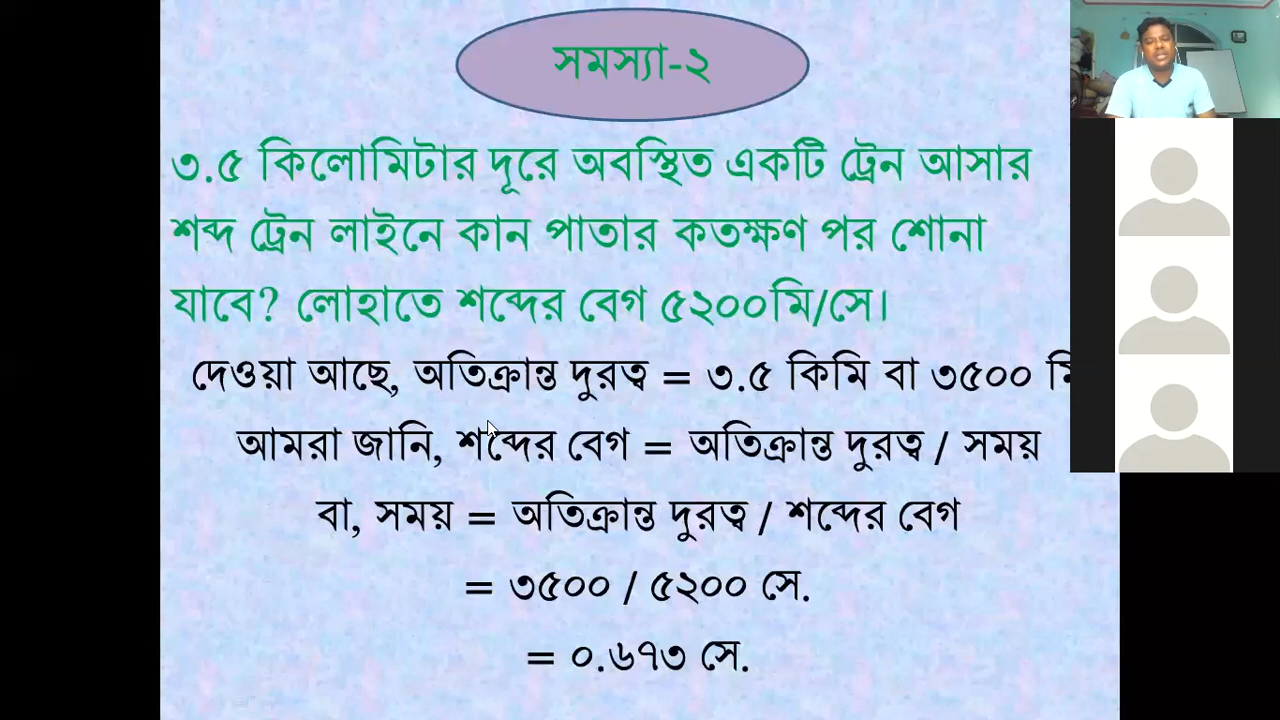 সমস্যা-২
৩.৫ কিলোমিটার দূরে অবস্থিত একটি ট্রেন আসার
শব্দ ট্রেন লাইনে কান পাতার কতক্ষণ পর শোনা
যাবে? লোহাতে শব্দের বেগ ৫২০০মি/সে।
দেওয়া আছে, অতিক্রান্ত দুরত্ব = ৩.৫ কিমি বা ৩৫০০
আমরা জানি, শব্দের বেগ = অতিক্রান্ত দুরত্ব / সময়
বা, সময় = অতিক্রান্ত দুরত্ব / শব্দের বেগ
= ৩৫০০ / ৫২০০ সে.
= ০.৬৭৩ সে.